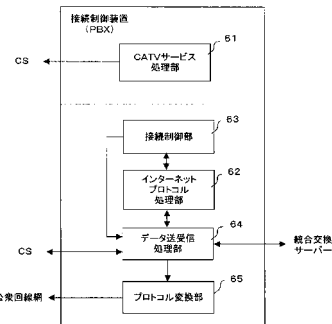 接続制御装置
(PBX)
61
CATVサービス
処理部
CS
63
接続制御部
62
インターネット
プロトコル
処理部
64
データ送受信
処理部
CS
統合交換
サーバー
65
公衆回線網
プロトコル変換部